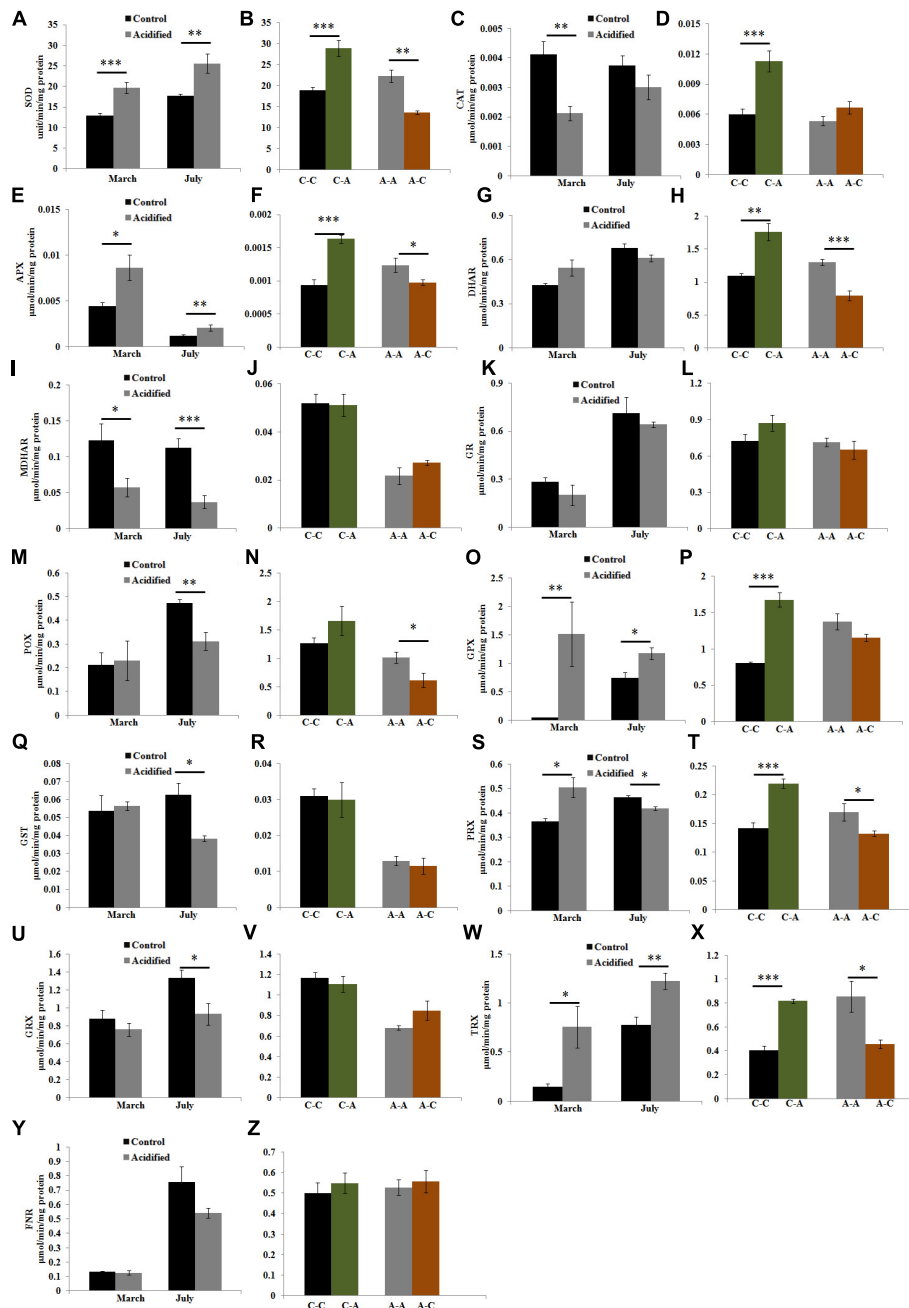 A
SOD
unit/min/mg protein
40
35
30
25
20
15
10
5
0
Control
Acidified
***
**
March
July
B
35
30
25
20
15
10
5
0
***
**
C-C C-A A-A A-C
C
CAT
µmol/min/mg protein
0.005
0.004
0.003
0.002
0.001
0
Control
Acidified
**
March
July
D
0.015
0.012
0.009
0.006
0.003
0
***
C-C C-A A-A A-C
E
APX
µmol/min/mg protein
0.015
0.01
0.005
0
Control
Acidified
*
**
March
July
F
0.002
0.0015
0.001
0.0005
0
***
*
C-C C-A A-A A-C
G
DHAR
µmol/min/mg protein
0.9
0.6
0.3
0
Control
Acidified
March
July
H
2
1.5
1
0.5
0
**
***
C-C C-A A-A A-C
I
MDHAR
µmol/min/mg protein
0.2
0.15
0.1
0.05
0
Control
Acidified
*
***
March
July
J
0.06
0.04
0.02
0
C-C C-A A-A A-C
K
GR
µmol/min/mg protein
0.9
0.6
0.3
0
Control
Acidified
March
July
L
1.2
0.9
0.6
0.3
0
C-C C-A A-A A-C
M
POX
µmol/min/mg protein
0.6
0.5
0.4
0.3
0.2
0.1
0
Control
Acidified
**
March
July
N
2.5
2
1.5
1
0.5
0
*
C-C C-A A-A A-C
O
GPX
µmol/min/mg protein
2.5
2
1.5
1
0.5
0
Control
Acidified
**
*
March
July
P
2
1.5
1
0.5
0
***
C-C C-A A-A A-C
Q
GST
µmol/min/mg protein
0.08
0.07
0.06
0.05
0.04
0.03
0.02
0.01
0
Control
Acidified
*
March
July
R
0.04
0.03
0.02
0.01
0
C-C C-A A-A A-C
S
PRX
µmol/min/mg protein
0.7
0.6
0.5
0.4
0.3
0.2
0.1
0
Control
Acidified
*
*
March
July
T
0.25
0.2
0.15
0.1
0.05
0
***
*
C-C C-A A-A A-C
U
GRX
µmol/min/mg protein
1.6
1.4
1.2
1
0.8
0.6
0.4
0.2
0
Control
Acidified
*
March
July
V
1.4
1.2
1
0.8
0.6
0.4
0.2
0
C-C C-A A-A A-C
W
TRX
µmol/min/mg protein
1.5
1
0.5
0
Control
Acidified
*
**
March
July
X
1.2
1
0.8
0.6
0.4
0.2
0
***
*
C-C C-A A-A A-C
Y
FNR
µmol/min/mg protein
1
0.9
0.8
0.7
0.6
0.5
0.4
0.3
0.2
0.1
0
Control
Acidified
March
July
Z
0.7
0.6
0.5
0.4
0.3
0.2
0.1
0
C-C C-A A-A A-C